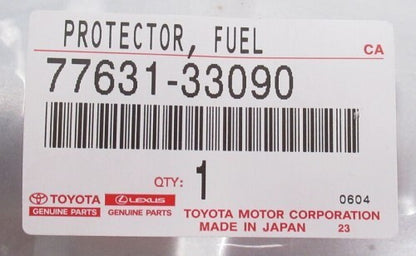 PROTECTOR, FUEL
CA
77631-33090
QTY: 1
0604
TOYOTA LEXUS
GENUINE PARTS GENUINE PARTS
TOYOTA MOTOR CORPORATION
MADE IN JAPAN 23